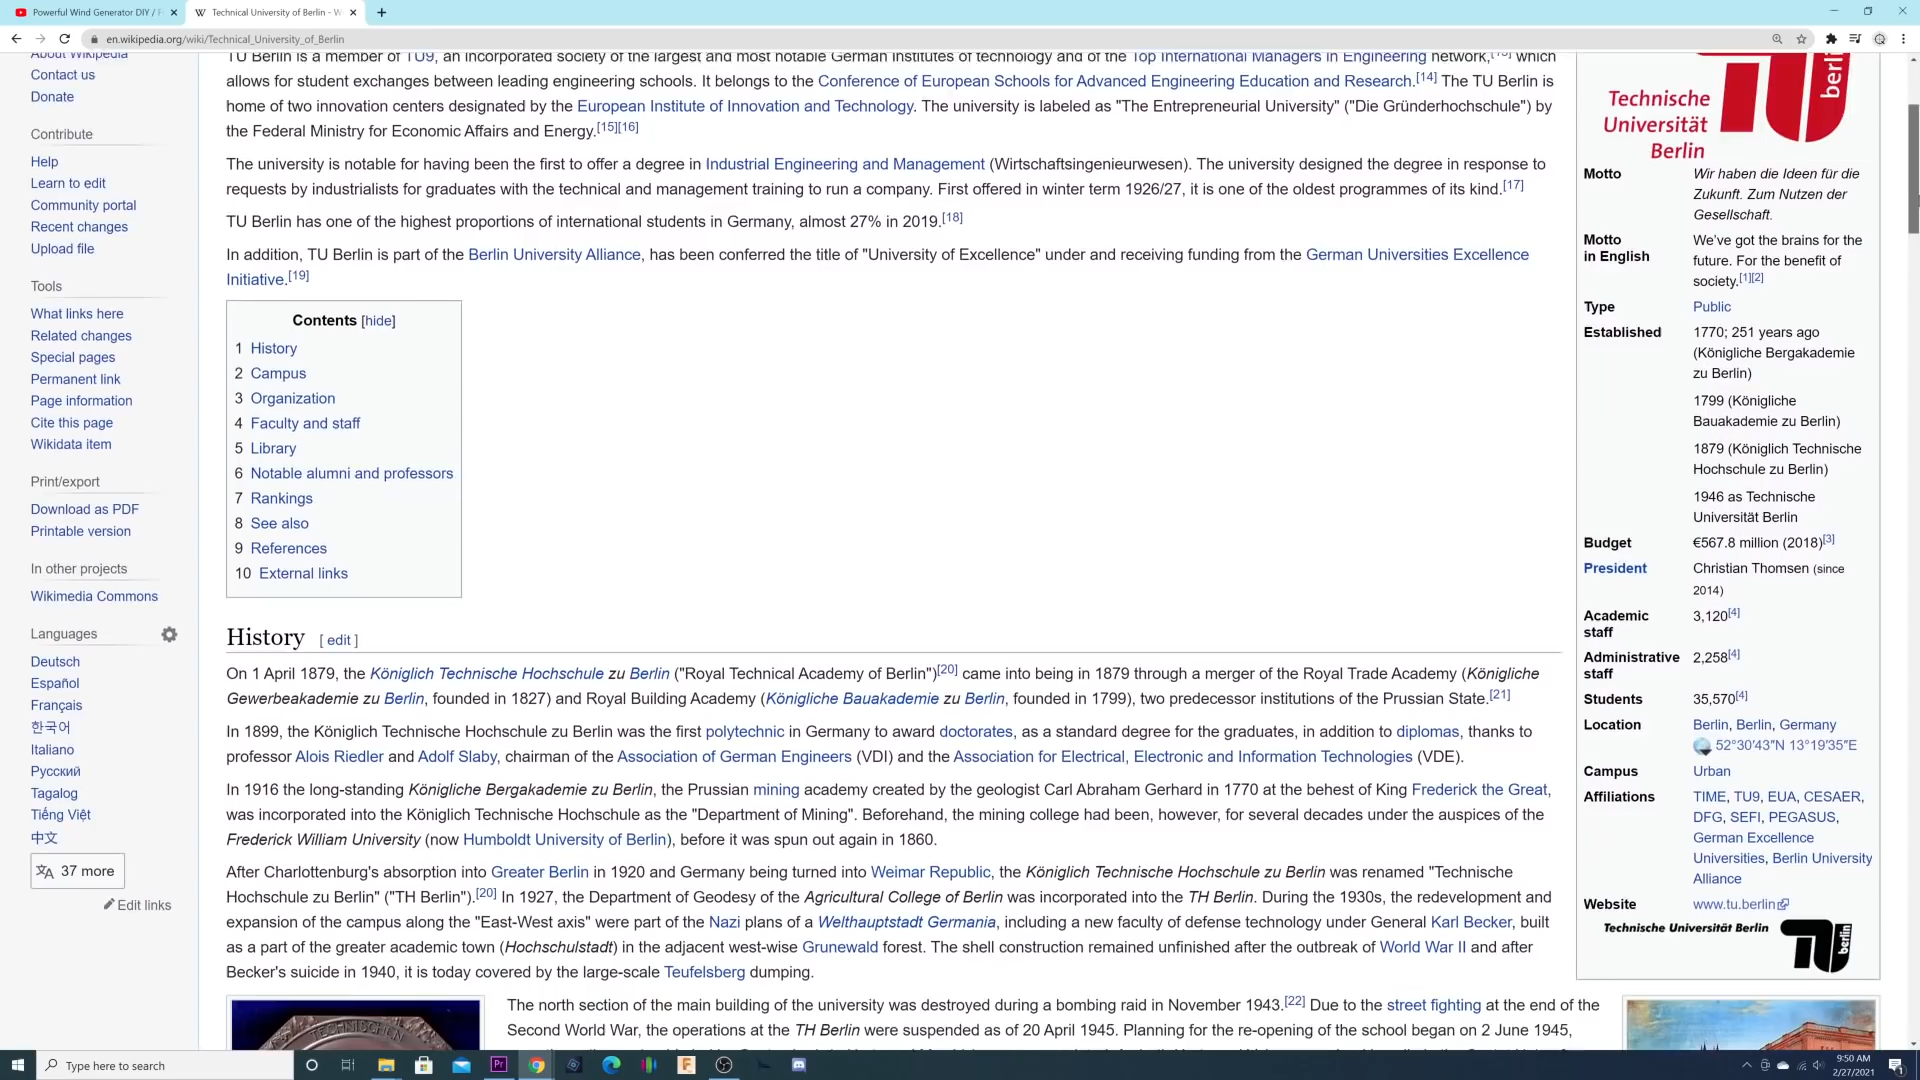 Powerful Wind Generator DIY / F
Technical University of Berlin - W
en.wikipedia.org/wiki/Technical_University_of_Berlin
About Wikipedia
Contact us
Donate
Contribute
Help
Learn to edit
Community portal
Recent changes
Upload file
Tools
What links here
Related changes
Special pages
Permanent link
Page information
Cite this page
Wikidata item
Print/export
Download as PDF
Printable version
In other projects
Wikimedia Commons
Languages
Deutsch
Español
Français
한국어
Italiano
Русский
Tagalog
Tiếng Việt
中文
37 more
Edit links
TU Berlin is a member of TU9, an incorporated society of the largest and most notable German institutes of technology and of the Top International Managers in Engineering network,[13] which
allows for student exchanges between leading engineering schools. It belongs to the Conference of European Schools for Advanced Engineering Education and Research.[14] The TU Berlin is
home of two innovation centers designated by the European Institute of Innovation and Technology. The university is labeled as "The Entrepreneurial University" ("Die Gründerhochschule") by
the Federal Ministry for Economic Affairs and Energy.[15][16]
The university is notable for having been the first to offer a degree in Industrial Engineering and Management (Wirtschaftsingenieurwesen). The university designed the degree in response to
requests by industrialists for graduates with the technical and management training to run a company. First offered in winter term 1926/27, it is one of the oldest programmes of its kind.[17]
TU Berlin has one of the highest proportions of international students in Germany, almost 27% in 2019.[18]
In addition, TU Berlin is part of the Berlin University Alliance, has been conferred the title of "University of Excellence" under and receiving funding from the German Universities Excellence
Initiative.[19]
Contents [hide]
1 History
2 Campus
3 Organization
4 Faculty and staff
5 Library
6 Notable alumni and professors
7 Rankings
8 See also
9 References
10 External links
History [ edit ]
On 1 April 1879, the Königlich Technische Hochschule zu Berlin ("Royal Technical Academy of Berlin")[20] came into being in 1879 through a merger of the Royal Trade Academy (Königliche
Gewerbeakademie zu Berlin, founded in 1827) and Royal Building Academy (Königliche Bauakademie zu Berlin, founded in 1799), two predecessor institutions of the Prussian State.[21]
In 1899, the Königlich Technische Hochschule zu Berlin was the first polytechnic in Germany to award doctorates, as a standard degree for the graduates, in addition to diplomas, thanks to
professor Alois Riedler and Adolf Slaby, chairman of the Association of German Engineers (VDI) and the Association for Electrical, Electronic and Information Technologies (VDE).
In 1916 the long-standing Königliche Bergakademie zu Berlin, the Prussian mining academy created by the geologist Carl Abraham Gerhard in 1770 at the behest of King Frederick the Great,
was incorporated into the Königlich Technische Hochschule as the "Department of Mining". Beforehand, the mining college had been, however, for several decades under the auspices of the
Frederick William University (now Humboldt University of Berlin), before it was spun out again in 1860.
After Charlottenburg's absorption into Greater Berlin in 1920 and Germany being turned into Weimar Republic, the Königlich Technische Hochschule zu Berlin was renamed "Technische
Hochschule zu Berlin" ("TH Berlin").[20] In 1927, the Department of Geodesy of the Agricultural College of Berlin was incorporated into the TH Berlin. During the 1930s, the redevelopment and
expansion of the campus along the "East-West axis" were part of the Nazi plans of a Welthauptstadt Germania, including a new faculty of defense technology under General Karl Becker, built
as a part of the greater academic town (Hochschulstadt) in the adjacent west-wise Grunewald forest. The shell construction remained unfinished after the outbreak of World War II and after
Becker's suicide in 1940, it is today covered by the large-scale Teufelsberg dumping.
The north section of the main building of the university was destroyed during a bombing raid in November 1943.[22] Due to the street fighting at the end of the
Second World War, the operations at the TH Berlin were suspended as of 20 April 1945. Planning for the re-opening of the school began on 2 June 1945,
TECHNISCHEN
berlin
Technische
Universität
Berlin
Motto Wir haben die Ideen für die
Zukunft. Zum Nutzen der
Gesellschaft.
Motto We've got the brains for the
in English future. For the benefit of
society.[1][2]
Type Public
Established 1770; 251 years ago
(Königliche Bergakademie
zu Berlin)
1799 (Königliche
Bauakademie zu Berlin)
1879 (Königlich Technische
Hochschule zu Berlin)
1946 as Technische
Universität Berlin
Budget €567.8 million (2018)[3]
President Christian Thomsen (since
2014)
Academic 3,120[4]
staff
Administrative 2,258[4]
staff
Students 35,570[4]
Location Berlin, Berlin, Germany
52°30′43″N 13°19′35″E
Campus Urban
Affiliations TIME, TU9, EUA, CESAER,
DFG, SEFI, PEGASUS,
German Excellence
Universities, Berlin University
Alliance
Website www.tu.berlin
Technische Universität Berlin
berlin
Type here to search
9:50 AM
2/27/2021